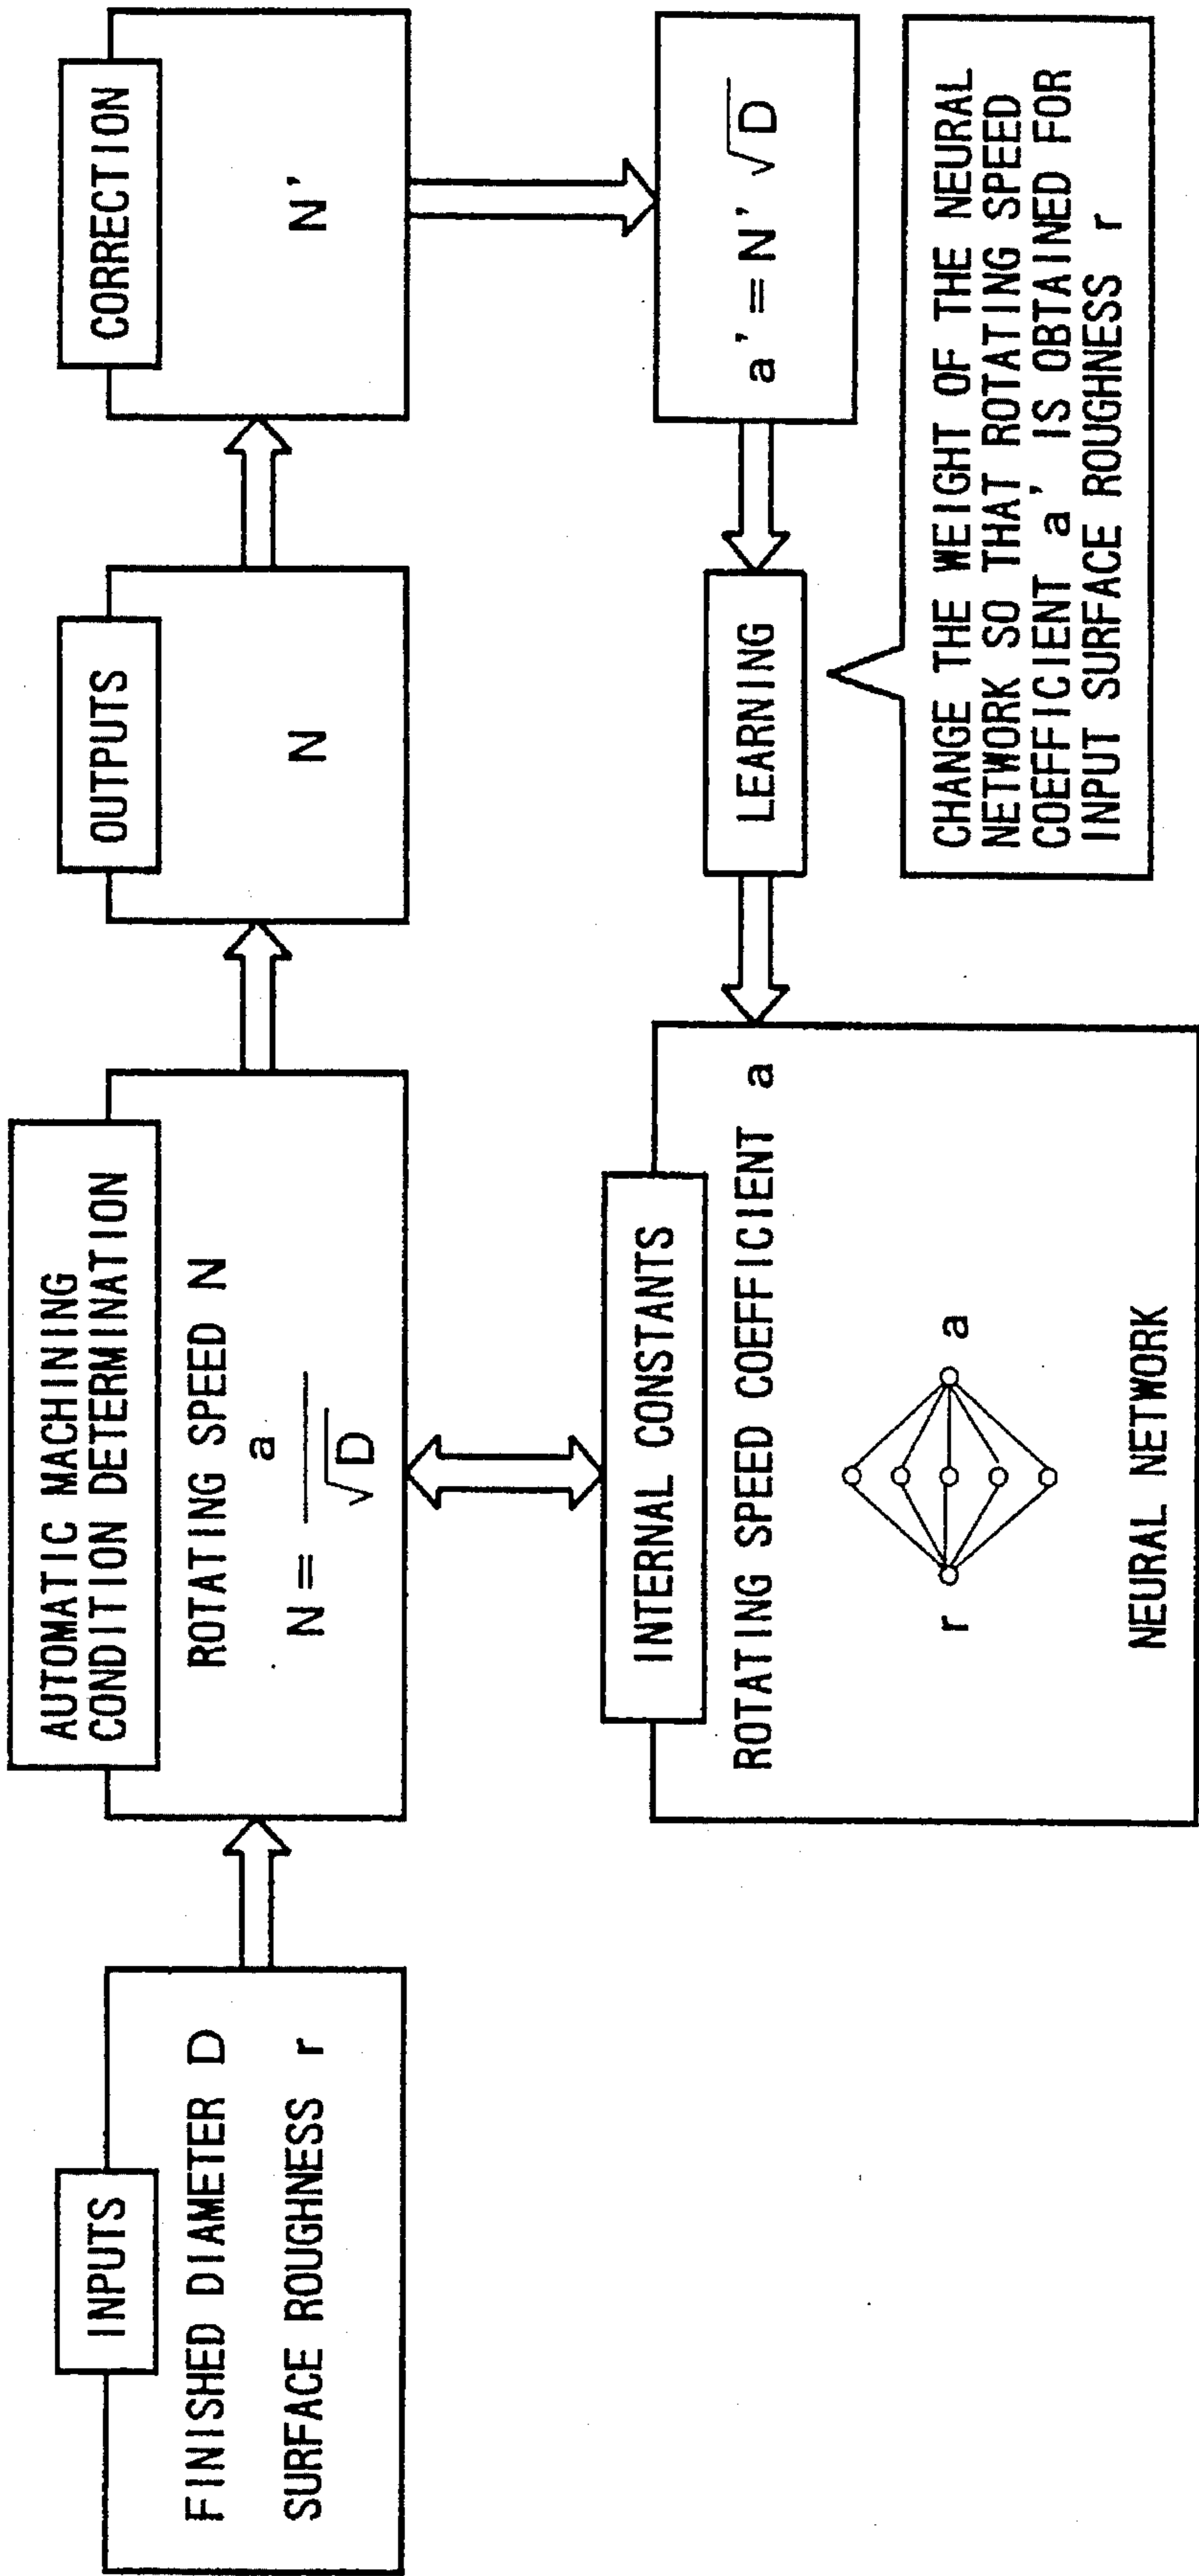 INPUTS
FINISHED DIAMETER D
SURFACE ROUGHNESS r
AUTOMATIC MACHINING
CONDITION DETERMINATION
ROTATING SPEED N
N = a / √D
OUTPUTS
N
CORRECTION
N'
a' = N' √D
LEARNING
CHANGE THE WEIGHT OF THE NEURAL
NETWORK SO THAT ROTATING SPEED
COEFFICIENT a' IS OBTAINED FOR
INPUT SURFACE ROUGHNESS r
INTERNAL CONSTANTS
ROTATING SPEED COEFFICIENT a
r a
NEURAL NETWORK